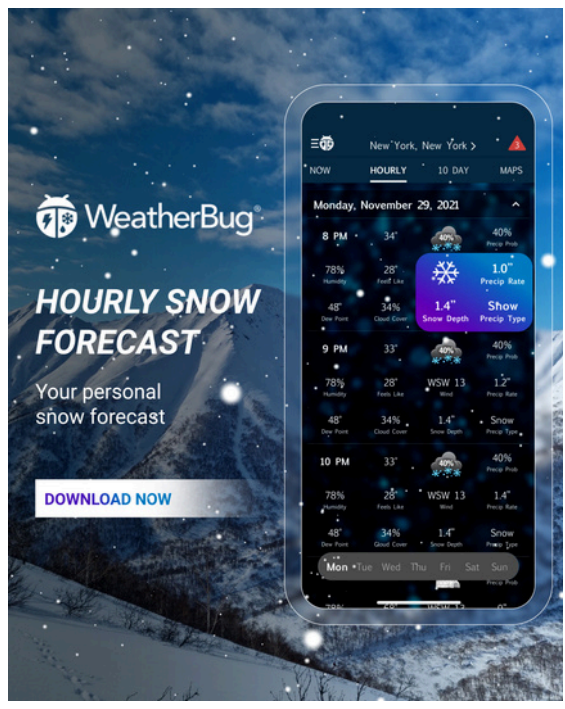 WeatherBug®
HOURLY SNOW
FORECAST
Your personal
snow forecast
DOWNLOAD NOW
New York, New York >
3
NOW HOURLY 10 DAY MAPS
Monday, November 29, 2021
8 PM 34° 40% 40%
Precip Prob
78% 28° 1.0"
Humidity Feels Like Precip Rate
48° 34% 1.4" Show
Dew Point Cloud Cover Snow Depth Precip Type
9 PM 33° 40% 40%
Precip Prob
78% 28° WSW 13 1.2"
Humidity Feels Like Wind Precip Rate
48° 34% 1.4" Snow
Dew Point Cloud Cover Snow Depth Precip Type
10 PM 33° 40% 40%
Precip Prob
78% 28° WSW 13 1.4"
Humidity Feels Like Wind Precip Rate
48° 34% 1.4" Snow
Dew Point Cloud Cover Snow Depth Precip Type
Mon Tue Wed Thu Fri Sat Sun
Precip Prob
78% WSW 13